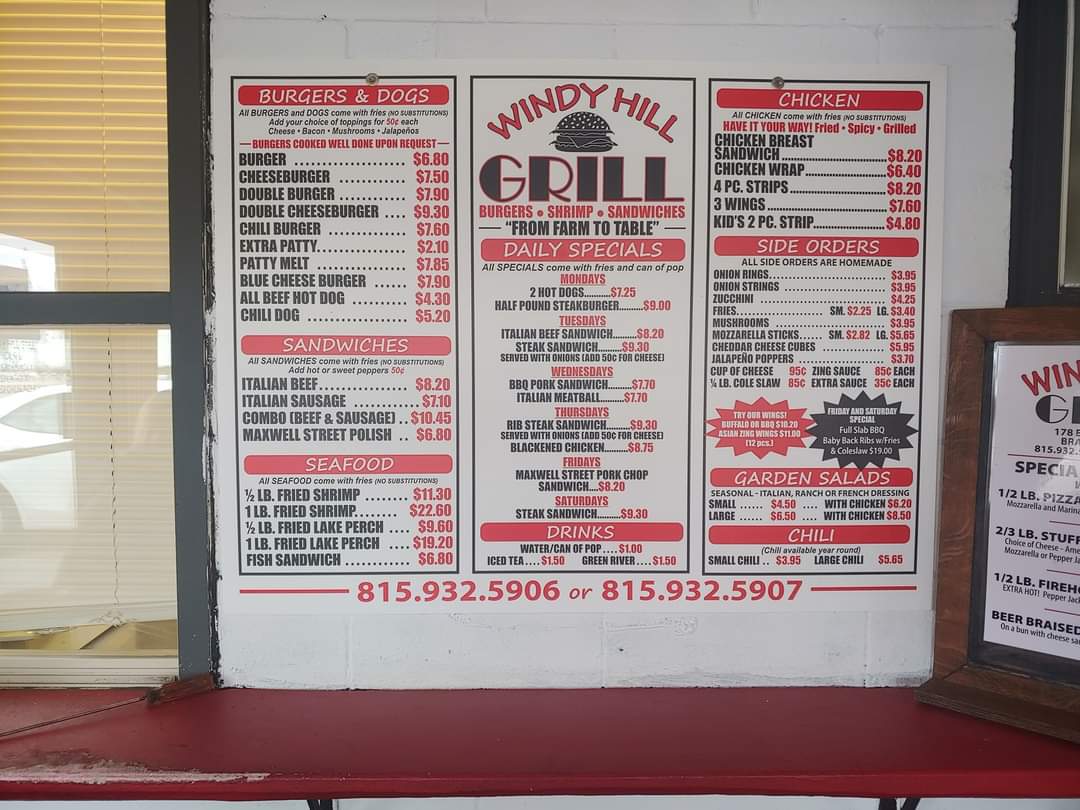 BURGERS & DOGS
All BURGERS and DOGS come with fries (NO SUBSTITUTIONS)
Add your choice of toppings for 50¢ each
Cheese • Bacon • Mushrooms • Jalapeños
BURGERS COOKED WELL DONE UPON REQUEST
BURGER ................ $6.80
CHEESEBURGER ............ $7.50
DOUBLE BURGER ........... $7.90
DOUBLE CHEESEBURGER .... $9.30
CHILI BURGER ............. $7.60
EXTRA PATTY............... $2.10
PATTY MELT ............... $7.85
BLUE CHEESE BURGER ...... $7.90
ALL BEEF HOT DOG ......... $4.30
CHILI DOG ................ $5.20
SANDWICHES
All SANDWICHES come with fries (NO SUBSTITUTIONS)
Add hot or sweet peppers 50¢
ITALIAN BEEF............... $8.20
ITALIAN SAUSAGE .......... $7.10
COMBO (BEEF & SAUSAGE) .. $10.45
MAXWELL STREET POLISH .. $6.80
SEAFOOD
All SEAFOOD come with fries (NO SUBSTITUTIONS)
½ LB. FRIED SHRIMP ........ $11.30
1 LB. FRIED SHRIMP........ $22.60
½ LB. FRIED LAKE PERCH .... $9.60
1 LB. FRIED LAKE PERCH .... $19.20
FISH SANDWICH ............ $6.80
WINDY HILL
GRILL
BURGERS • SHRIMP • SANDWICHES
"FROM FARM TO TABLE"
DAILY SPECIALS
All SPECIALS come with fries and can of pop
MONDAYS
2 HOT DOGS..........$7.25
HALF POUND STEAKBURGER.........$9.00
TUESDAYS
ITALIAN BEEF SANDWICH.........$8.20
STEAK SANDWICH.........$9.30
SERVED WITH ONIONS (ADD 50C FOR CHEESE)
WEDNESDAYS
BBQ PORK SANDWICH.........$7.70
ITALIAN MEATBALL.........$7.70
THURSDAYS
RIB STEAK SANDWICH.........$9.30
SERVED WITH ONIONS (ADD 50C FOR CHEESE)
BLACKENED CHICKEN.........$8.75
FRIDAYS
MAXWELL STREET PORK CHOP
SANDWICH....$8.20
SATURDAYS
STEAK SANDWICH.........$9.30
DRINKS
WATER/CAN OF POP .... $1.00
ICED TEA .... $1.50 GREEN RIVER .... $1.50
CHICKEN
All CHICKEN come with fries (NO SUBSTITUTIONS)
HAVE IT YOUR WAY! Fried • Spicy • Grilled
CHICKEN BREAST
SANDWICH ........................ $8.20
CHICKEN WRAP.................... $6.40
4 PC. STRIPS....................... $8.20
3 WINGS ............................ $7.60
KID'S 2 PC. STRIP................. $4.80
SIDE ORDERS
ALL SIDE ORDERS ARE HOMEMADE
ONION RINGS............................ $3.95
ONION STRINGS ......................... $3.95
ZUCCHINI ............................... $4.25
FRIES.................... SM. $2.25 LG. $3.40
MUSHROOMS ............................ $3.95
MOZZARELLA STICKS...... SM. $2.82 LG. $5.65
CHEDDAR CHEESE CUBES ................ $5.95
JALAPEÑO POPPERS ..................... $3.70
CUP OF CHEESE 95¢ ZING SAUCE 85¢ EACH
¼ LB. COLE SLAW 85¢ EXTRA SAUCE 35¢ EACH
TRY OUR WINGS!
BUFFALO OR BBQ $10.20
ASIAN ZING WINGS $11.00
(12 pcs.)
FRIDAY AND SATURDAY
SPECIAL
Full Slab BBQ
Baby Back Ribs w/Fries
& Coleslaw $19.00
GARDEN SALADS
SEASONAL - ITALIAN, RANCH OR FRENCH DRESSING
SMALL ...... $4.50 .... WITH CHICKEN $6.20
LARGE ...... $6.50 .... WITH CHICKEN $8.50
CHILI
(Chili available year round)
SMALL CHILI .. $3.95 LARGE CHILI $5.65
815.932.5906 or 815.932.5907
WIN
G
178 E
BRA
815.932.
SPECIA
1/2 LB. PIZZA
Mozzarella and Marina
2/3 LB. STUFF
Choice of Cheese - Ame
Mozzarella or Pepper Ja
1/2 LB. FIREHO
EXTRA HOT! Pepper Jack
BEER BRAISED
On a bun with cheese sa